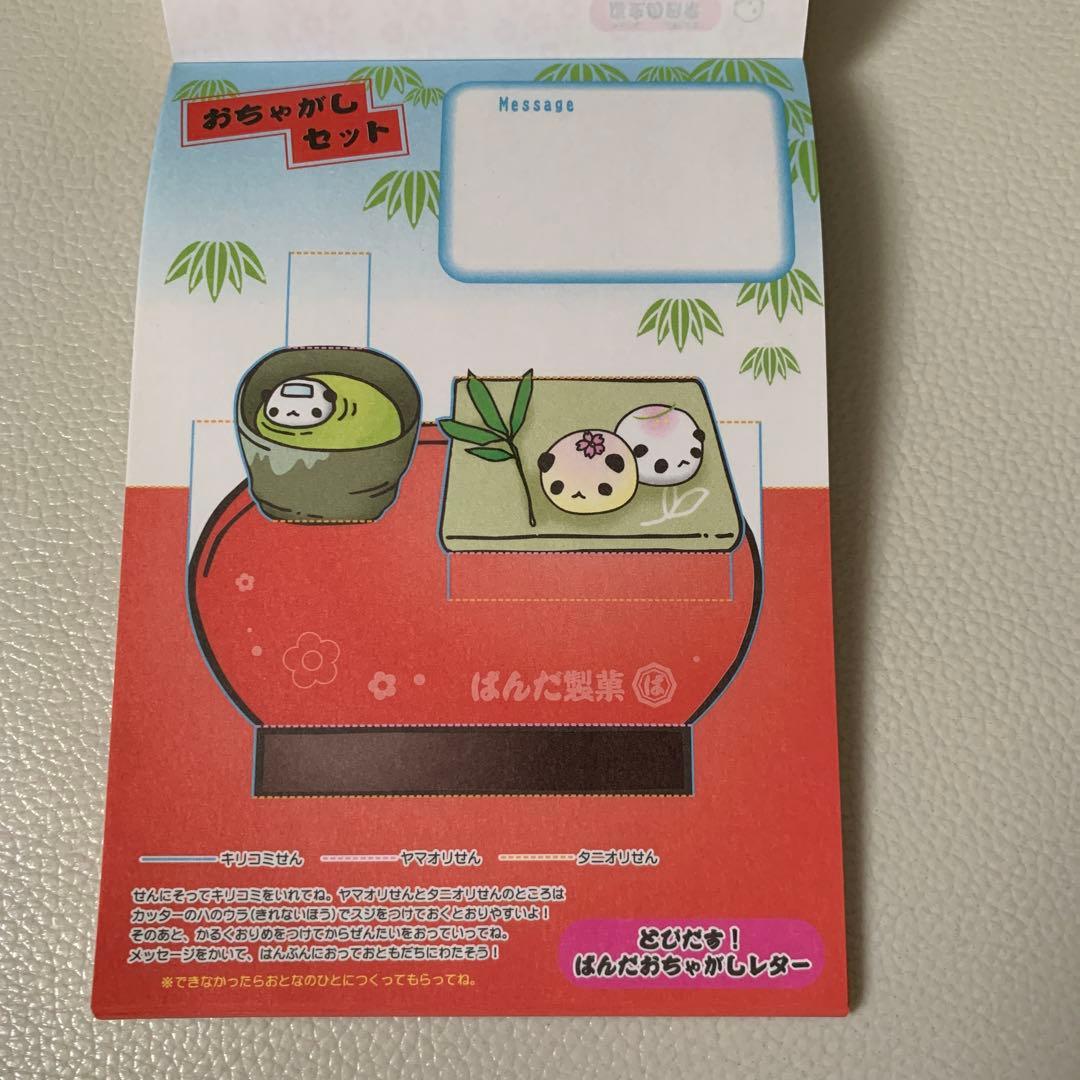 おちゃがし
セット
Message
ぱんだ製菓 ぱ
キリコミせん ヤマオリせん タニオリせん
せんにそってキリコミをいれてね。ヤマオリせんとタニオリせんのところは
カッターのハのウラ(きれないほう)でスジをつけておくとおりやすいよ!
そのあと、かるくおりめをつけてからぜんたいをおっていってね。
メッセージをかいて、はんぶんにおっておともだちにわたそう!
※できなかったらおとなのひとにつくってもらってね。
とびだす!
ぱんだおちゃがしレター